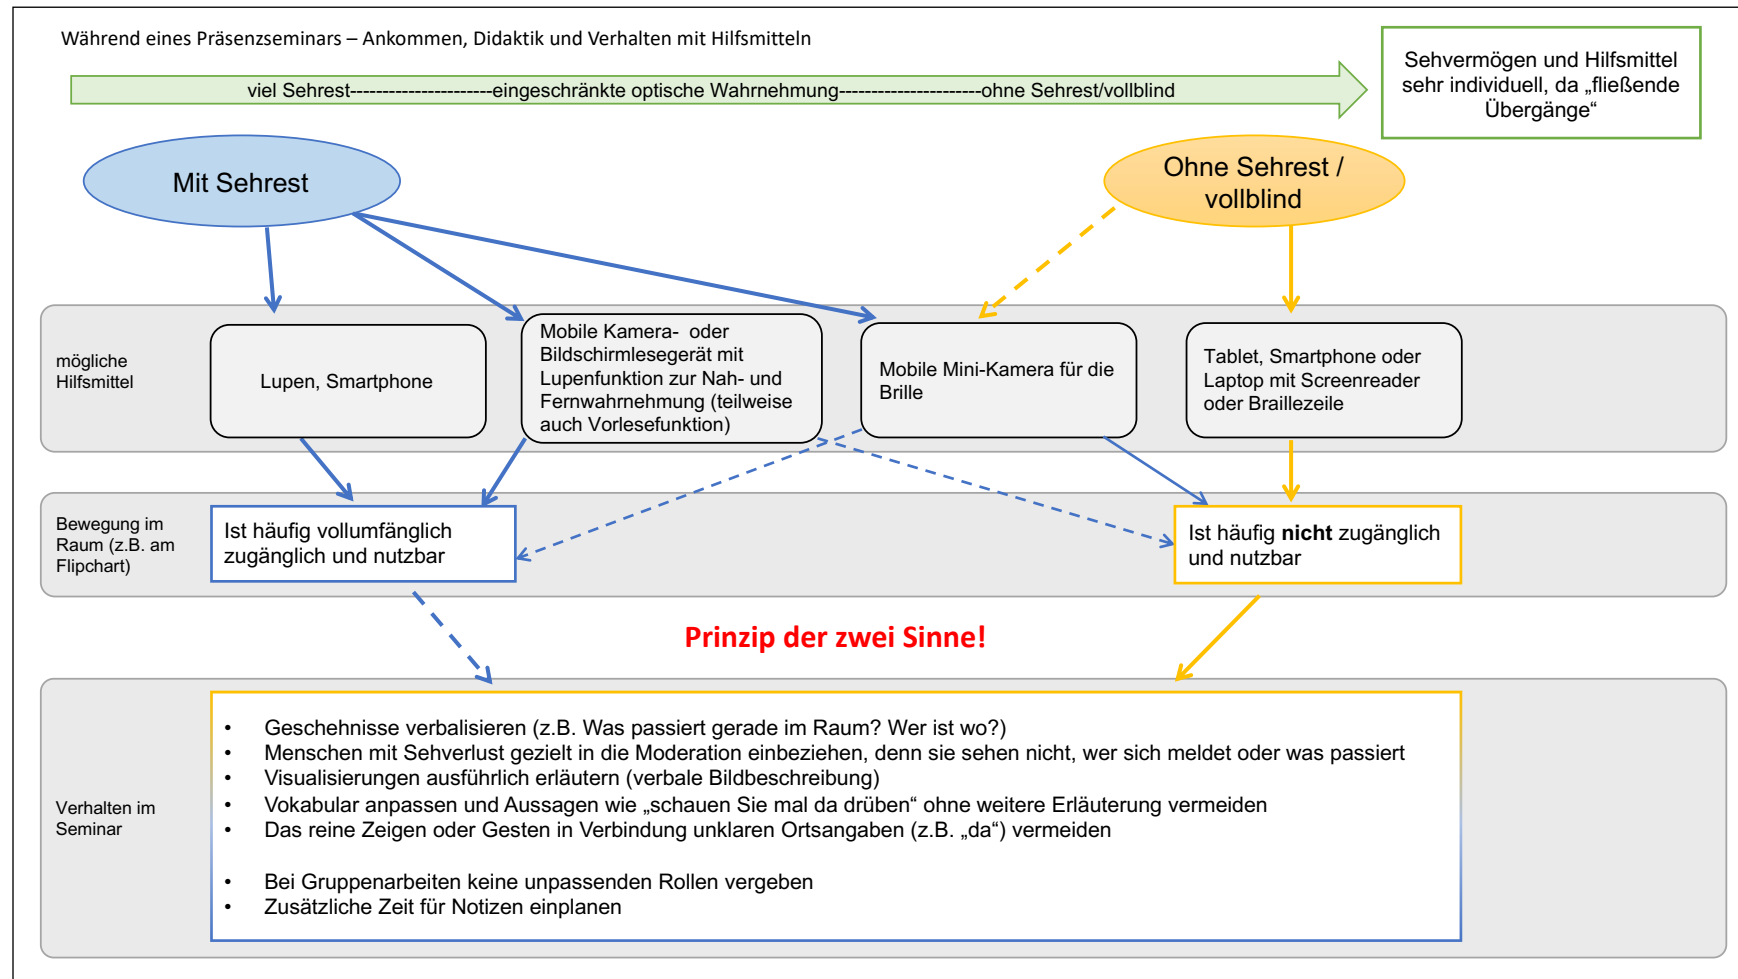 Während eines Präsenzseminars – Ankommen, Didaktik und Verhalten mit Hilfsmitteln
viel Sehrest----------------------eingeschränkte optische Wahrnehmung----------------------ohne Sehrest/vollblind
Sehvermögen und Hilfsmittel
sehr individuell, da „fließende
Übergänge“
Mit Sehrest
Ohne Sehrest /
vollblind
mögliche
Hilfsmittel
Lupen, Smartphone
Mobile Kamera- oder
Bildschirmlesegerät mit
Lupenfunktion zur Nah- und
Fernwahrnehmung (teilweise
auch Vorlesefunktion)
Mobile Mini-Kamera für die
Brille
Tablet, Smartphone oder
Laptop mit Screenreader
oder Braillezeile
Bewegung im
Raum (z.B. am
Flipchart)
Ist häufig vollumfänglich
zugänglich und nutzbar
Ist häufig nicht zugänglich
und nutzbar
Prinzip der zwei Sinne!
Verhalten im
Seminar
• Geschehnisse verbalisieren (z.B. Was passiert gerade im Raum? Wer ist wo?)
• Menschen mit Sehverlust gezielt in die Moderation einbeziehen, denn sie sehen nicht, wer sich meldet oder was passiert
• Visualisierungen ausführlich erläutern (verbale Bildbeschreibung)
• Vokabular anpassen und Aussagen wie „schauen Sie mal da drüben“ ohne weitere Erläuterung vermeiden
• Das reine Zeigen oder Gesten in Verbindung unklaren Ortsangaben (z.B. „da“) vermeiden
• Bei Gruppenarbeiten keine unpassenden Rollen vergeben
• Zusätzliche Zeit für Notizen einplanen